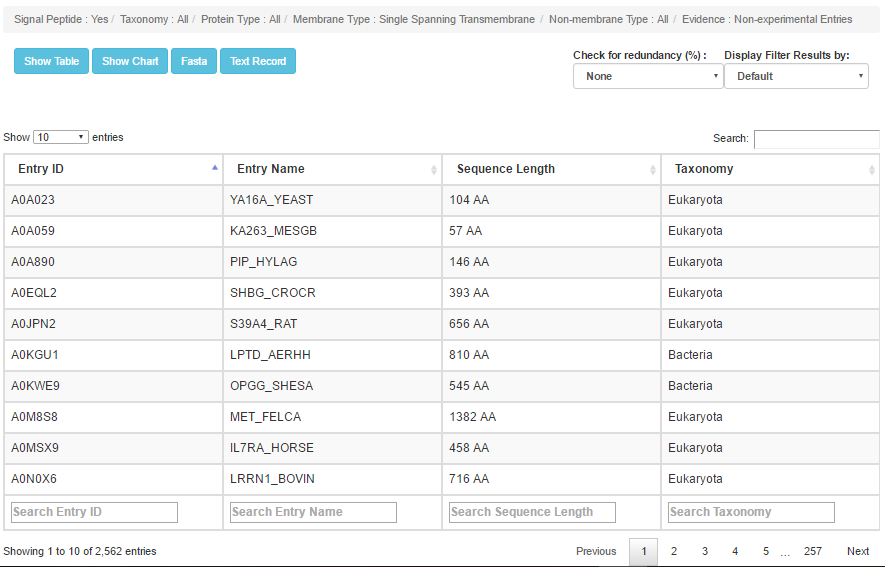 Signal Peptide : Yes / Taxonomy : All / Protein Type : All / Membrane Type : Single Spanning Transmembrane / Non-membrane Type : All / Evidence : Non-experimental Entries
Show Table Show Chart Fasta Text Record
Check for redundancy (%) : Display Filter Results by:
None Default
Show 10 entries Search:
Entry ID Entry Name Sequence Length Taxonomy
A0A023 YA16A_YEAST 104 AA Eukaryota
A0A059 KA263_MESGB 57 AA Eukaryota
A0A890 PIP_HYLAG 146 AA Eukaryota
A0EQL2 SHBG_CROCR 393 AA Eukaryota
A0JPN2 S39A4_RAT 656 AA Eukaryota
A0KGU1 LPTD_AERHH 810 AA Bacteria
A0KWE9 OPGG_SHESA 545 AA Bacteria
A0M8S8 MET_FELCA 1382 AA Eukaryota
A0MSX9 IL7RA_HORSE 458 AA Eukaryota
A0N0X6 LRRN1_BOVIN 716 AA Eukaryota
Search Entry ID Search Entry Name Search Sequence Length Search Taxonomy
Showing 1 to 10 of 2,562 entries Previous 1 2 3 4 5 ... 257 Next